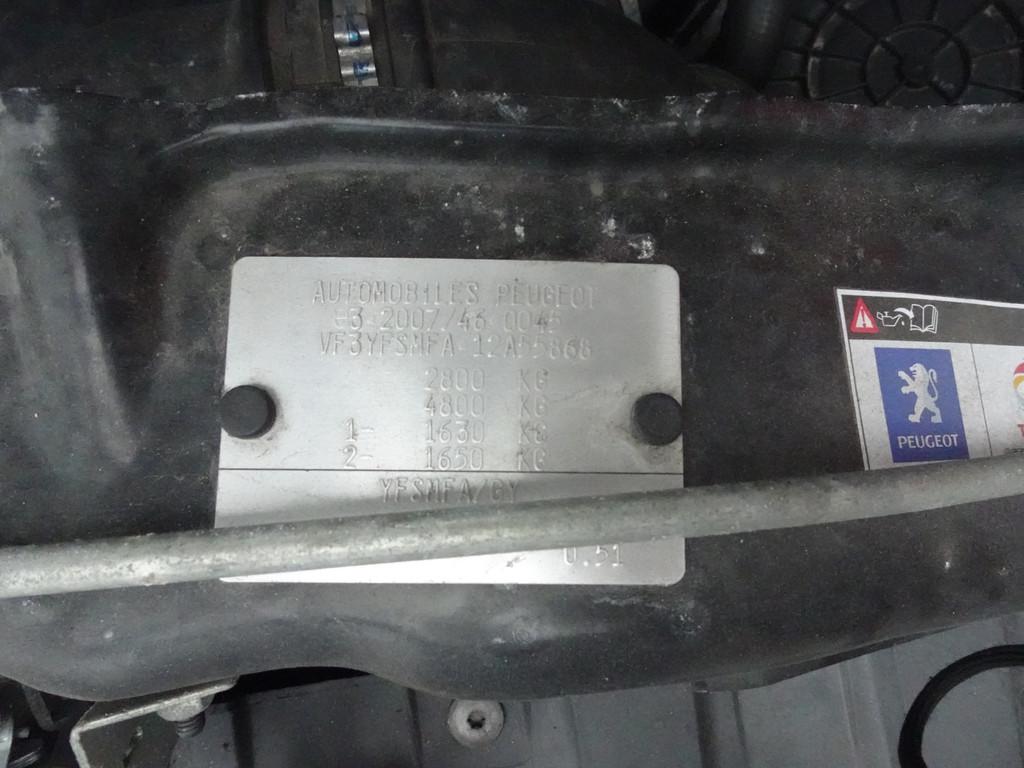 AUTOMOBILES PEUGEOT
e3*2007/46*0045
VF3YFSMFA 12A55868
2800 KG
4800 KG
1- 1630 KG
2- 1650 KG
YFSMFA/GY
0.51
PEUGEOT